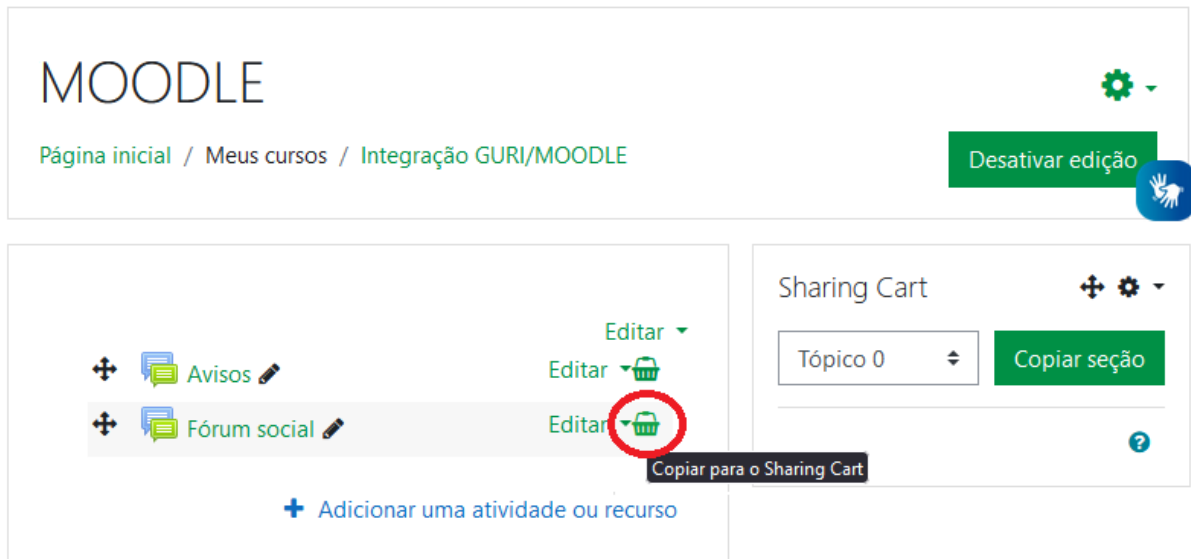 MOODLE
Página inicial / Meus cursos / Integração GURI/MOODLE
Desativar edição
Editar
Avisos
Editar
Fórum social
Editar
Copiar para o Sharing Cart
Adicionar uma atividade ou recurso
Sharing Cart
Tópico 0
Copiar seção